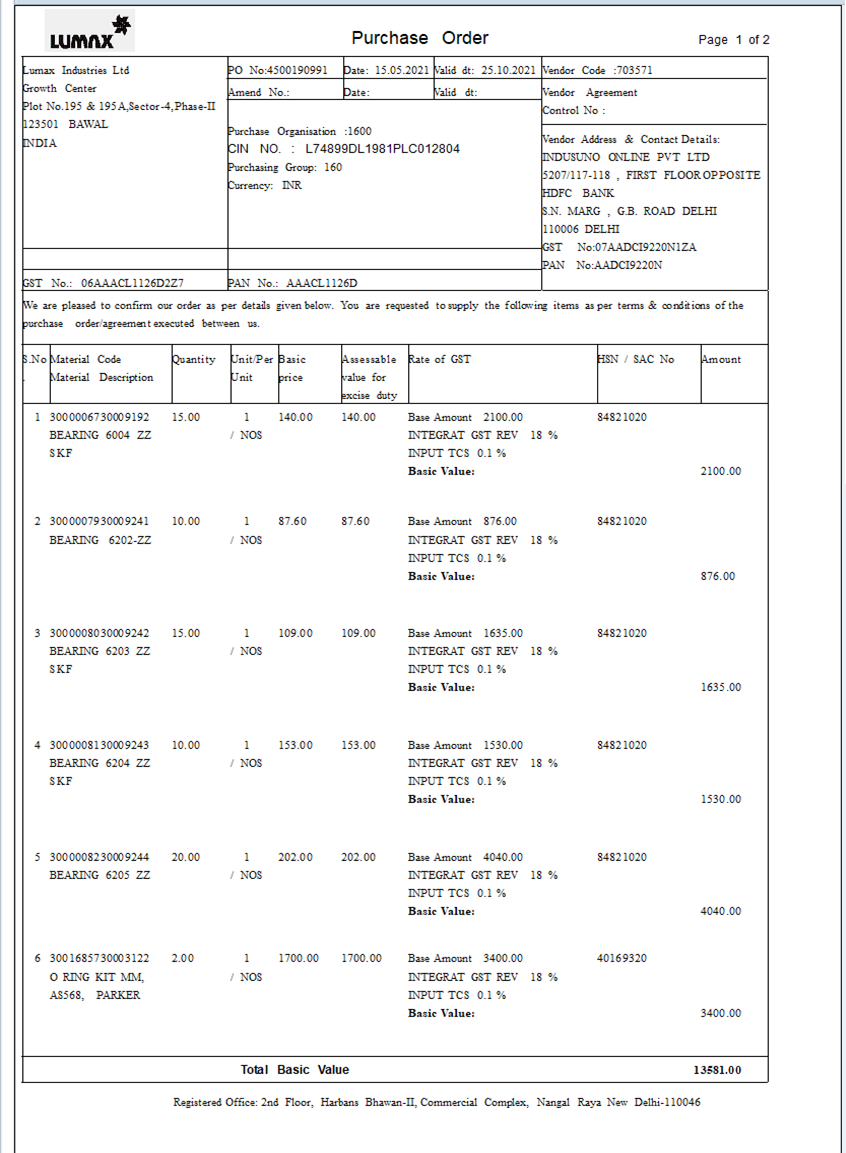 LUMAX
Purchase Order
Page 1 of 2
Lumax Industries Ltd
Growth Center
Plot No.195 & 195A,Sector-4,Phase-II
123501 BAWAL
INDIA
GST No.: 06AAACL1126D2Z7
PO No:4500190991 Date: 15.05.2021 Valid dt: 25.10.2021
Amend No.: Date: Valid dt:
Purchase Organisation :1600
CIN NO. : L74899DL1981PLC012804
Purchasing Group: 160
Currency: INR
PAN No.: AAACL1126D
Vendor Code :703571
Vendor Agreement
Control No :
Vendor Address & Contact Details:
INDUSUNO ONLINE PVT LTD
5207/117-118 , FIRST FLOOR OPPOSITE
HDFC BANK
S.N. MARG , G.B. ROAD DELHI
110006 DELHI
GST No:07AADCI9220N1ZA
PAN No:AADCI9220N
We are pleased to confirm our order as per details given below. You are requested to supply the following items as per terms & conditions of the
purchase order/agreement executed between us.
S.No Material Code Quantity Unit/Per Basic Assessable Rate of GST HSN / SAC No Amount
. Material Description Unit price value for
excise duty
1 3000006730009192 15.00 1 140.00 140.00 Base Amount 2100.00 84821020
BEARING 6004 ZZ / NOS INTEGRAT GST REV 18 %
SKF INPUT TCS 0.1 %
Basic Value: 2100.00
2 3000007930009241 10.00 1 87.60 87.60 Base Amount 876.00 84821020
BEARING 6202-ZZ / NOS INTEGRAT GST REV 18 %
INPUT TCS 0.1 %
Basic Value: 876.00
3 3000008030009242 15.00 1 109.00 109.00 Base Amount 1635.00 84821020
BEARING 6203 ZZ / NOS INTEGRAT GST REV 18 %
SKF INPUT TCS 0.1 %
Basic Value: 1635.00
4 3000008130009243 10.00 1 153.00 153.00 Base Amount 1530.00 84821020
BEARING 6204 ZZ / NOS INTEGRAT GST REV 18 %
SKF INPUT TCS 0.1 %
Basic Value: 1530.00
5 3000008230009244 20.00 1 202.00 202.00 Base Amount 4040.00 84821020
BEARING 6205 ZZ / NOS INTEGRAT GST REV 18 %
INPUT TCS 0.1 %
Basic Value: 4040.00
6 3001685730003122 2.00 1 1700.00 1700.00 Base Amount 3400.00 40169320
O RING KIT MM, / NOS INTEGRAT GST REV 18 %
AS568, PARKER INPUT TCS 0.1 %
Basic Value: 3400.00
Total Basic Value 13581.00
Registered Office: 2nd Floor, Harbans Bhawan-II, Commercial Complex, Nangal Raya New Delhi-110046